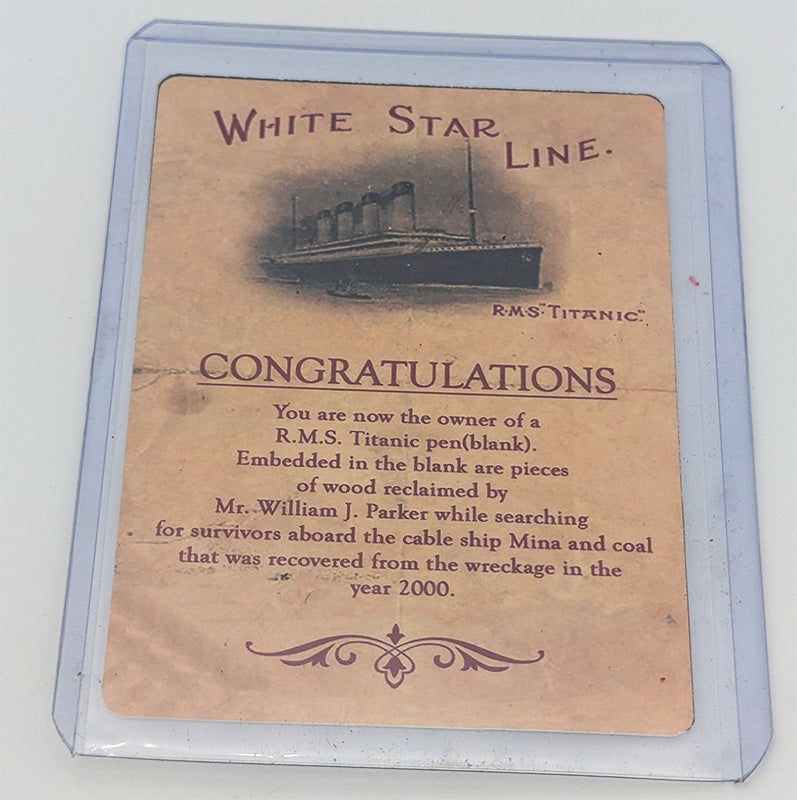 WHITE STAR LINE.
R.M.S. "TITANIC".
CONGRATULATIONS
You are now the owner of a
R.M.S. Titanic pen(blank).
Embedded in the blank are pieces
of wood reclaimed by
Mr. William J. Parker while searching
for survivors aboard the cable ship Mina and coal
that was recovered from the wreckage in the
year 2000.